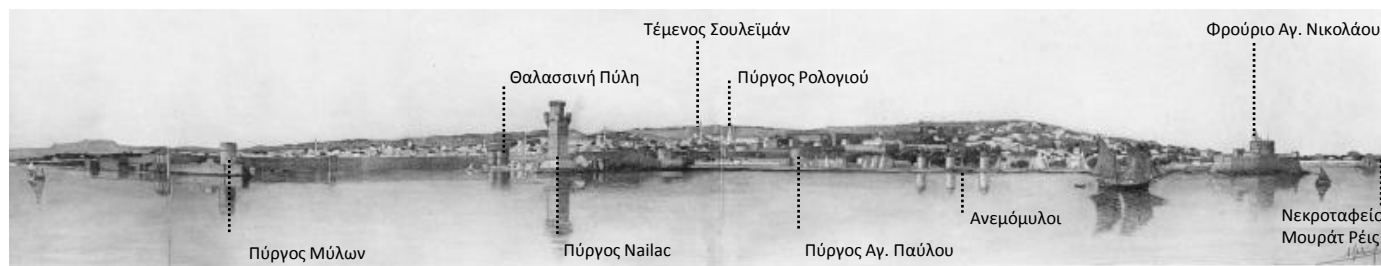 Τέμενος Σουλεϊμάν
Φρούριο Αγ. Νικολάου
Θαλασσινή Πύλη
Πύργος Ρολογιού
Ανεμόμυλοι
Νεκροταφείο
Μουράτ Ρέις
Πύργος Μύλων
Πύργος Nailac
Πύργος Αγ. Παύλου